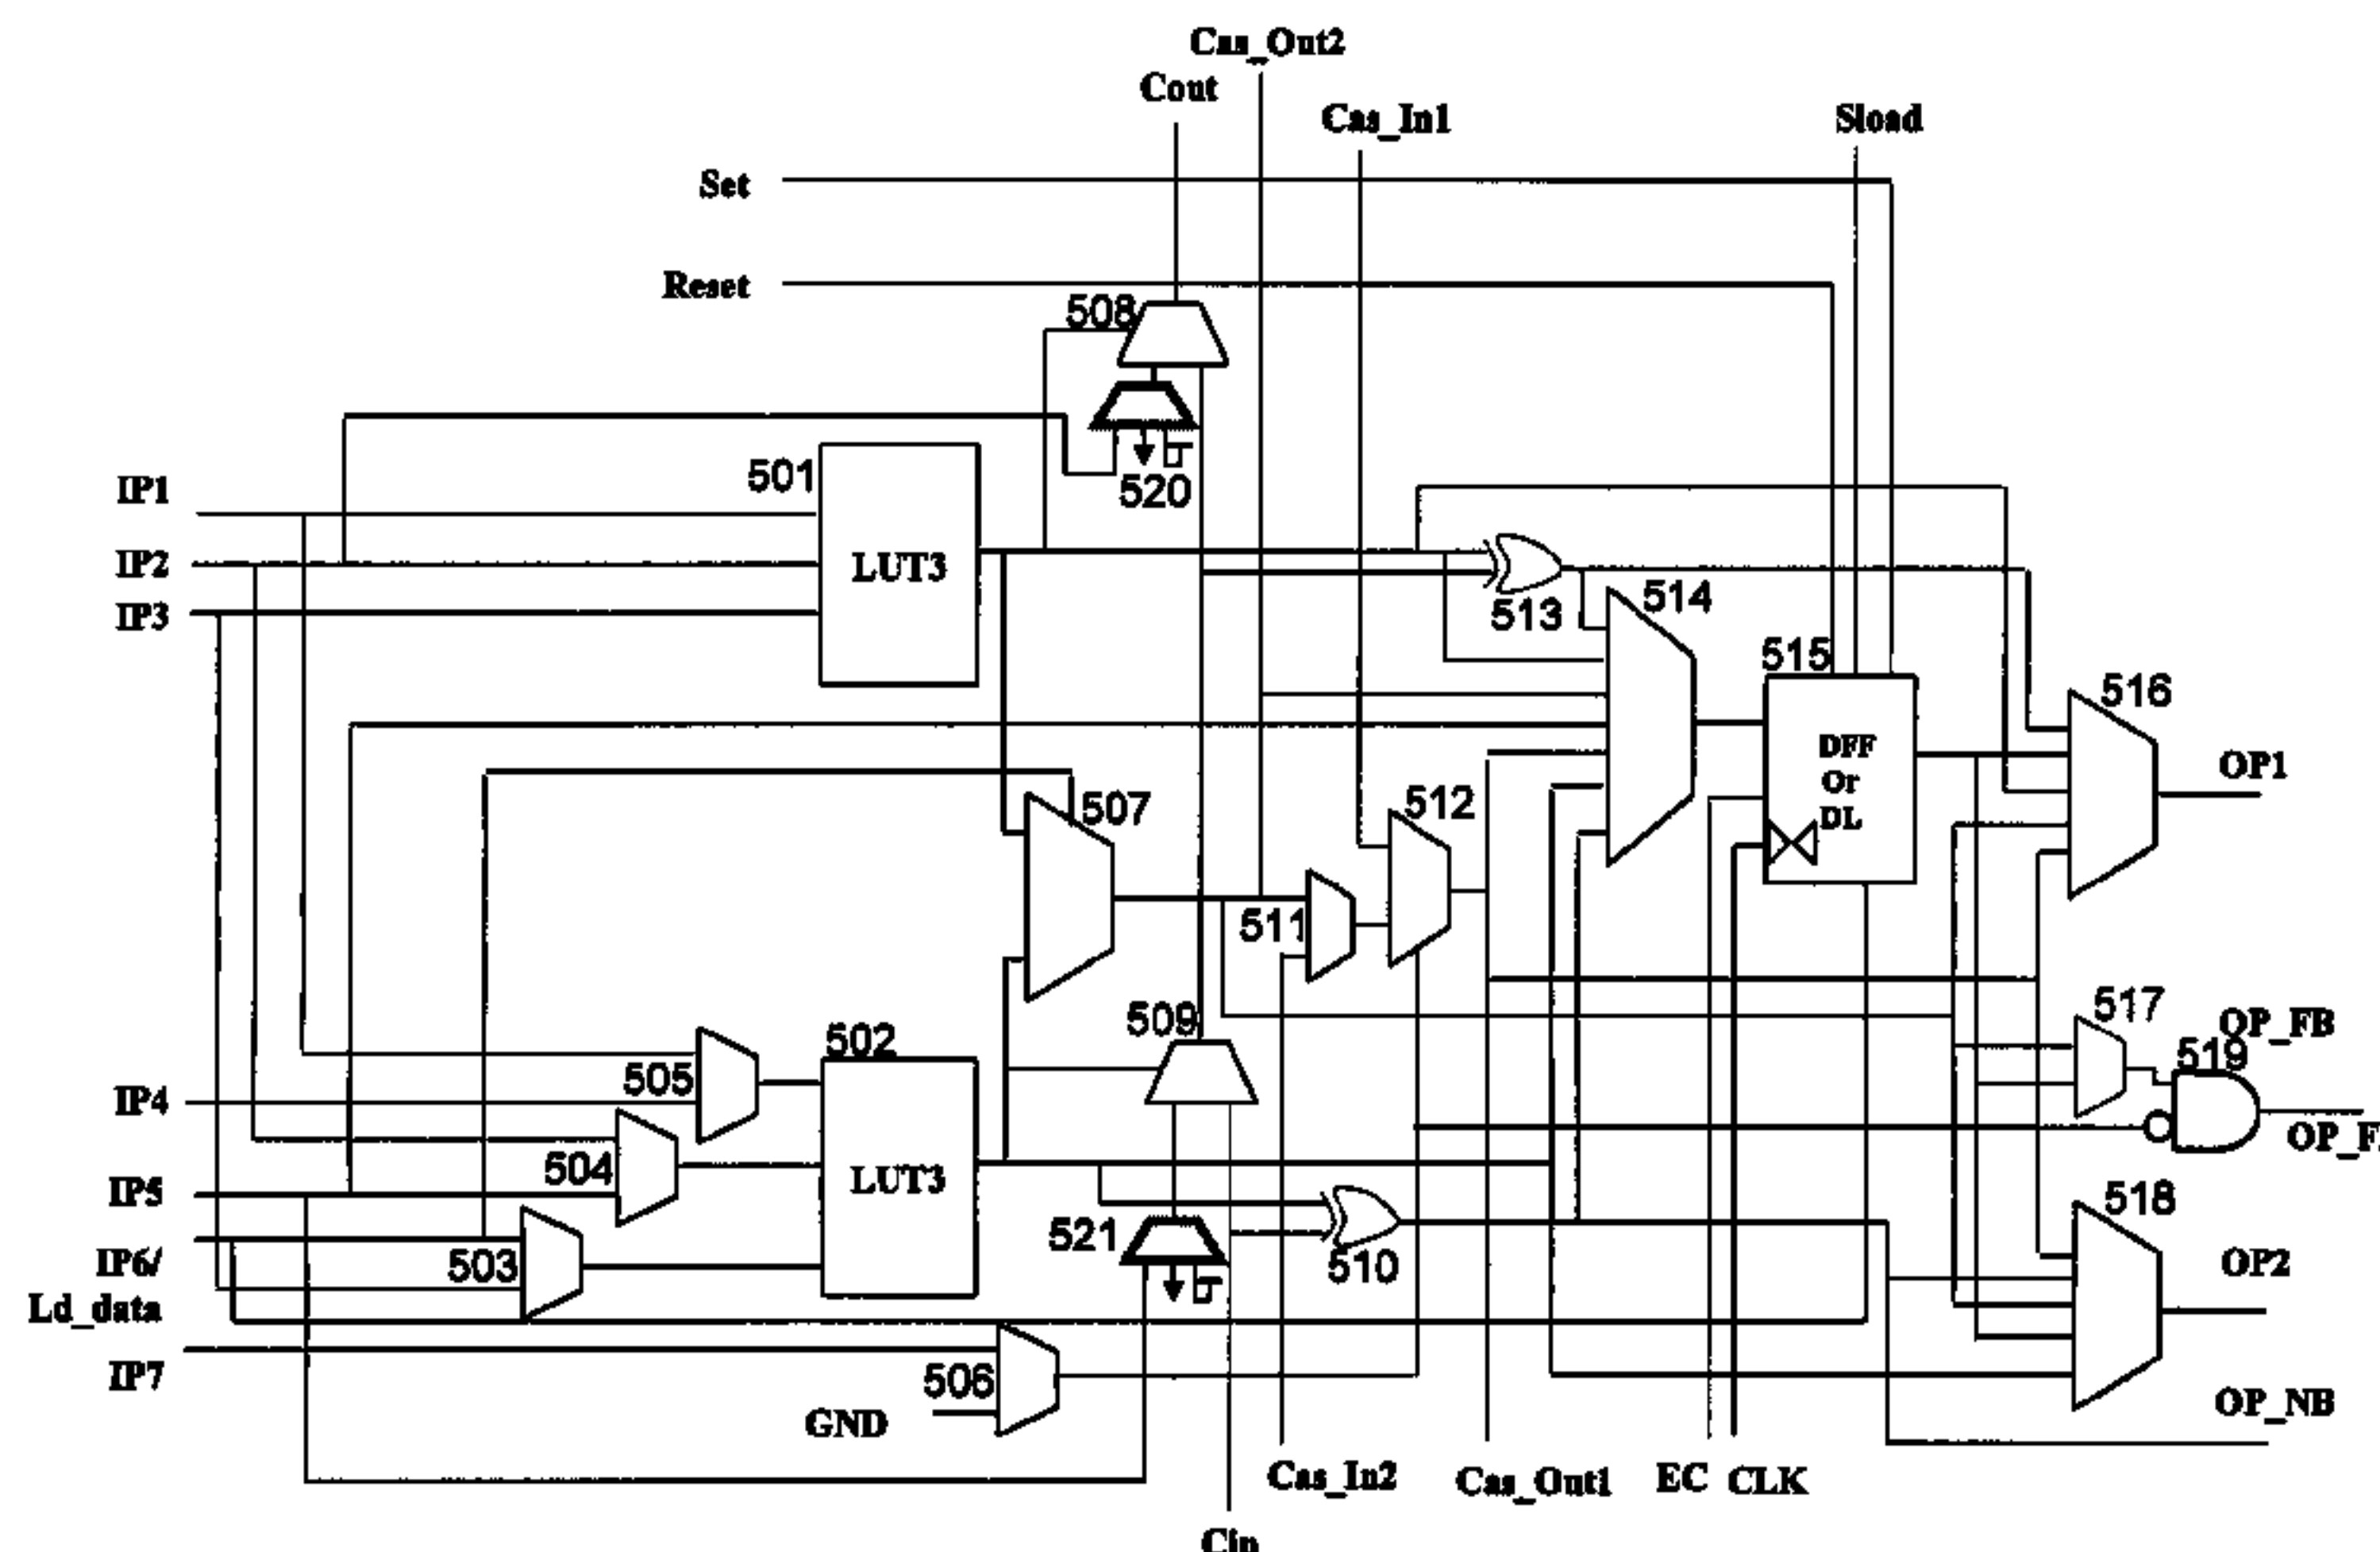 Cas_Out2
Cout
Cas_In1
Sload
Set
Reset
508
520
IP1
501
IP2
LUT3
IP3
513
514
515
516
DFF
Or
DL
OP1
507
512
511
509
517
OP_FB
519
502
505
IP4
504
LUT3
IP5
521
510
518
OP_F
IP6/
503
OP2
Ld_data
IP7
506
GND
OP_NB
Cas_In2
Cas_Out1
EC
CLK
Cin